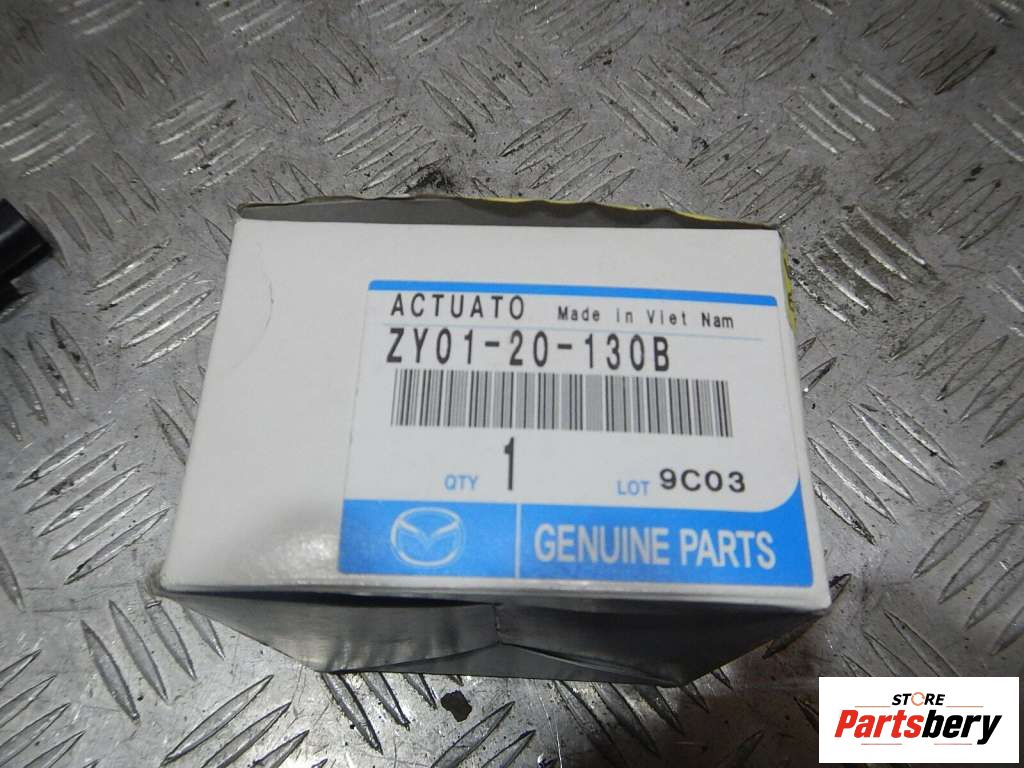 ACTUATO Made in Viet Nam
ZY01-20-130B
QTY 1 LOT 9C03
GENUINE PARTS
STORE
Partsbery